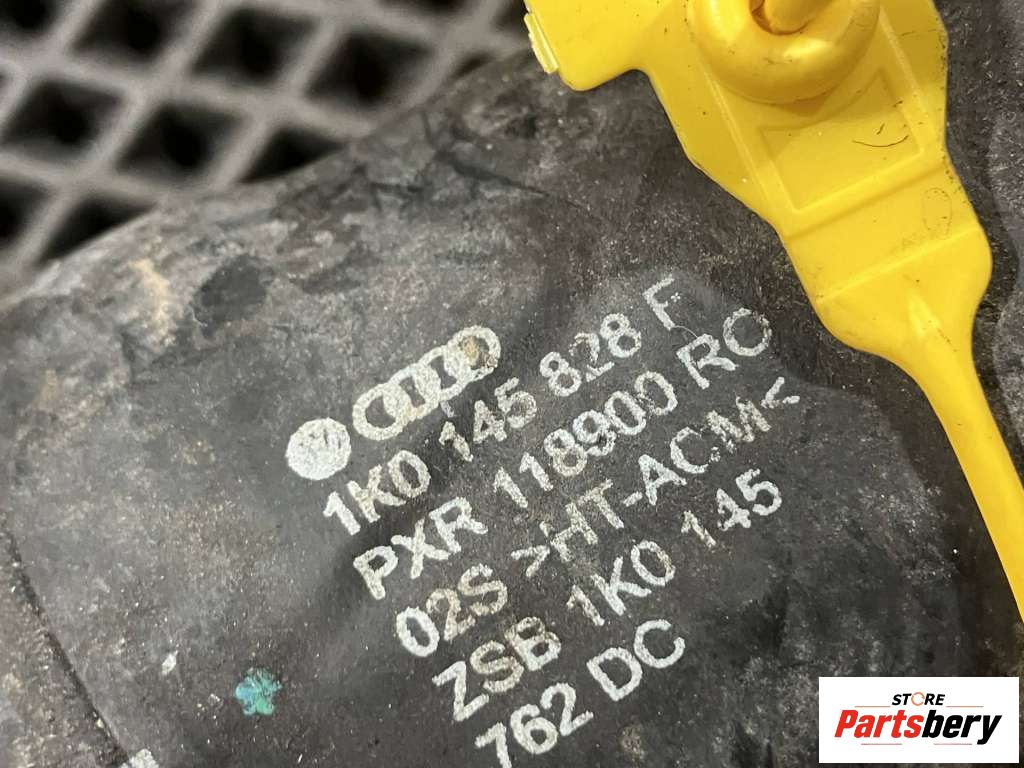 1K0 145 828 F
PXR 118900 RO
02S >HT-ACM<
ZSB 1K0 145
762 DC
STORE
Partsbery